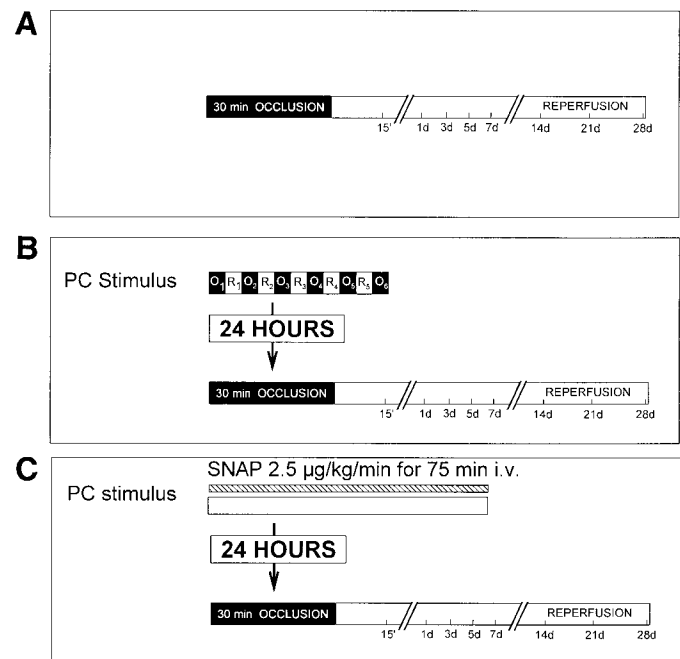 A
30 min OCCLUSION
REPERFUSION
15' 1d 3d 5d 7d 14d 21d 28d
B
PC Stimulus
O1 R1 O2 R2 O3 R3 O4 R4 O5 R5 O6
24 HOURS
30 min OCCLUSION
REPERFUSION
15' 1d 3d 5d 7d 14d 21d 28d
C
SNAP 2.5 µg/kg/min for 75 min i.v.
PC stimulus
24 HOURS
30 min OCCLUSION
REPERFUSION
15' 1d 3d 5d 7d 14d 21d 28d